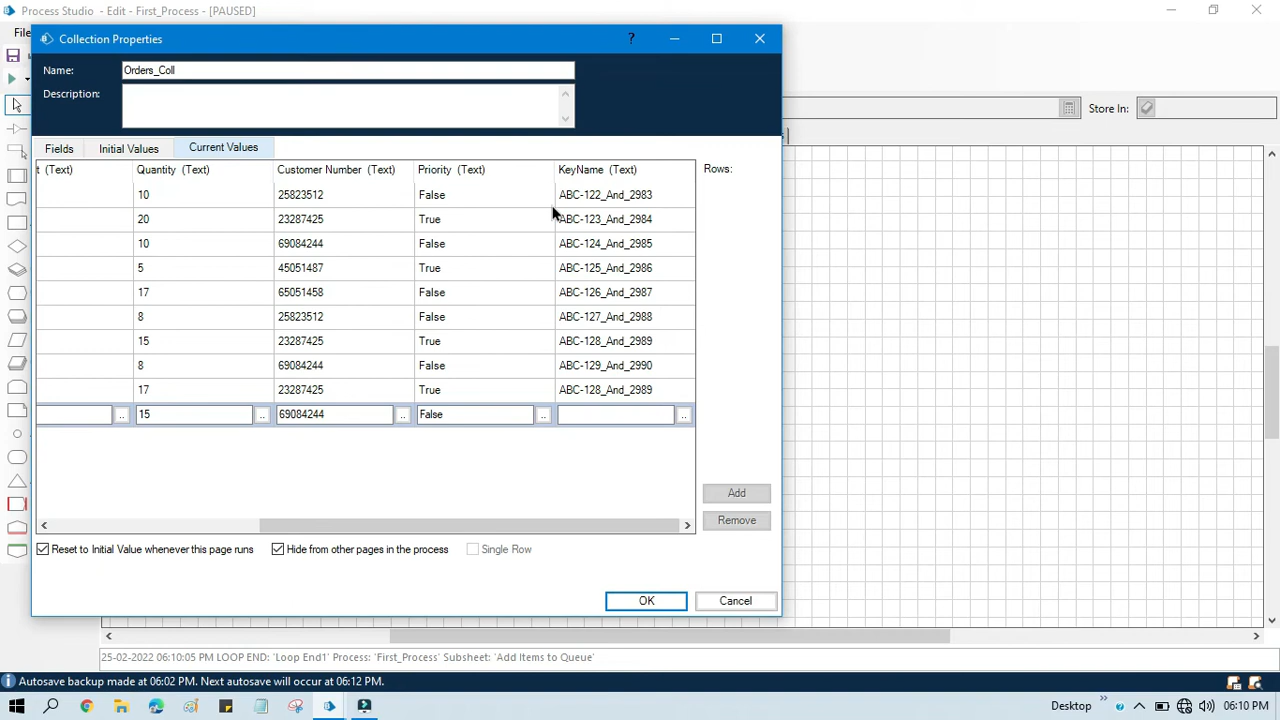 Process Studio - Edit - First_Process - [PAUSED]
File
Collection Properties
?
Name:
Orders_Coll
Description:
Store In:
Fields
Initial Values
Current Values
t (Text) Quantity (Text) Customer Number (Text) Priority (Text) KeyName (Text)
Rows:
10 25823512 False ABC-122_And_2983
20 23287425 True ABC-123_And_2984
10 69084244 False ABC-124_And_2985
5 45051487 True ABC-125_And_2986
17 65051458 False ABC-126_And_2987
8 25823512 False ABC-127_And_2988
15 23287425 True ABC-128_And_2989
8 69084244 False ABC-129_And_2990
17 23287425 True ABC-128_And_2989
.. 15 .. 69084244 .. False .. ..
Add
Remove
Reset to Initial Value whenever this page runs
Hide from other pages in the process
Single Row
OK
Cancel
25-02-2022 06:10:05 PM LOOP END: 'Loop End1' Process: 'First_Process' Subsheet: 'Add Items to Queue'
Autosave backup made at 06:02 PM. Next autosave will occur at 06:12 PM.
Desktop
06:10 PM